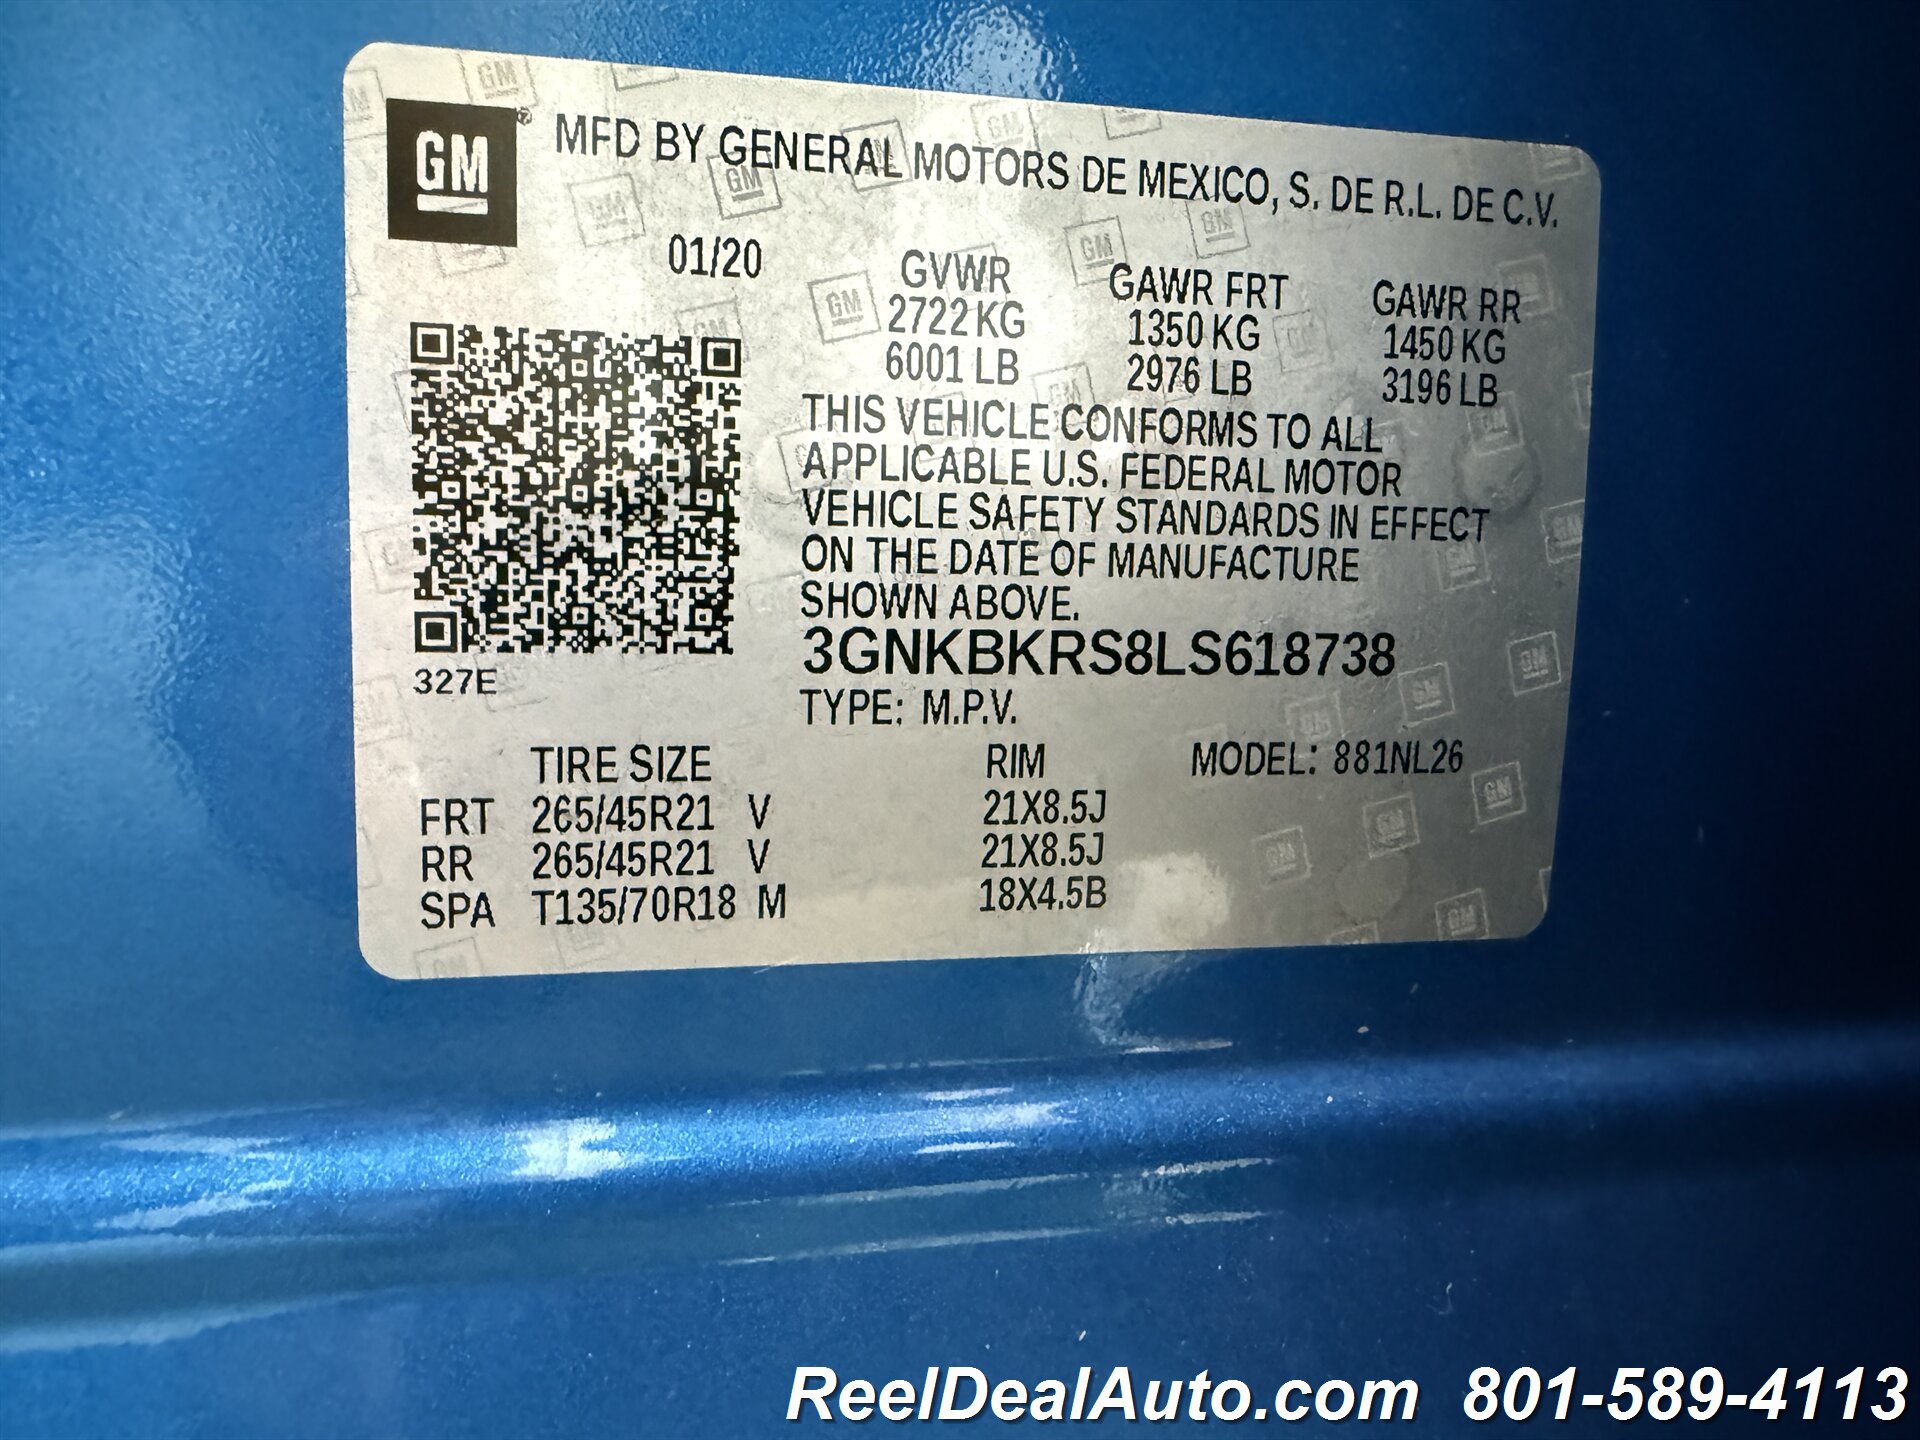 GM
MFD BY GENERAL MOTORS DE MEXICO, S. DE R.L. DE C.V.
01/20
GVWR GAWR FRT GAWR RR
2722 KG 1350 KG 1450 KG
6001 LB 2976 LB 3196 LB
THIS VEHICLE CONFORMS TO ALL
APPLICABLE U.S. FEDERAL MOTOR
VEHICLE SAFETY STANDARDS IN EFFECT
ON THE DATE OF MANUFACTURE
SHOWN ABOVE.
3GNKBKRS8LS618738
327E
TYPE: M.P.V.
TIRE SIZE RIM MODEL: 881NL26
FRT 265/45R21 V 21X8.5J
RR 265/45R21 V 21X8.5J
SPA T135/70R18 M 18X4.5B
ReelDealAuto.com 801-589-4113